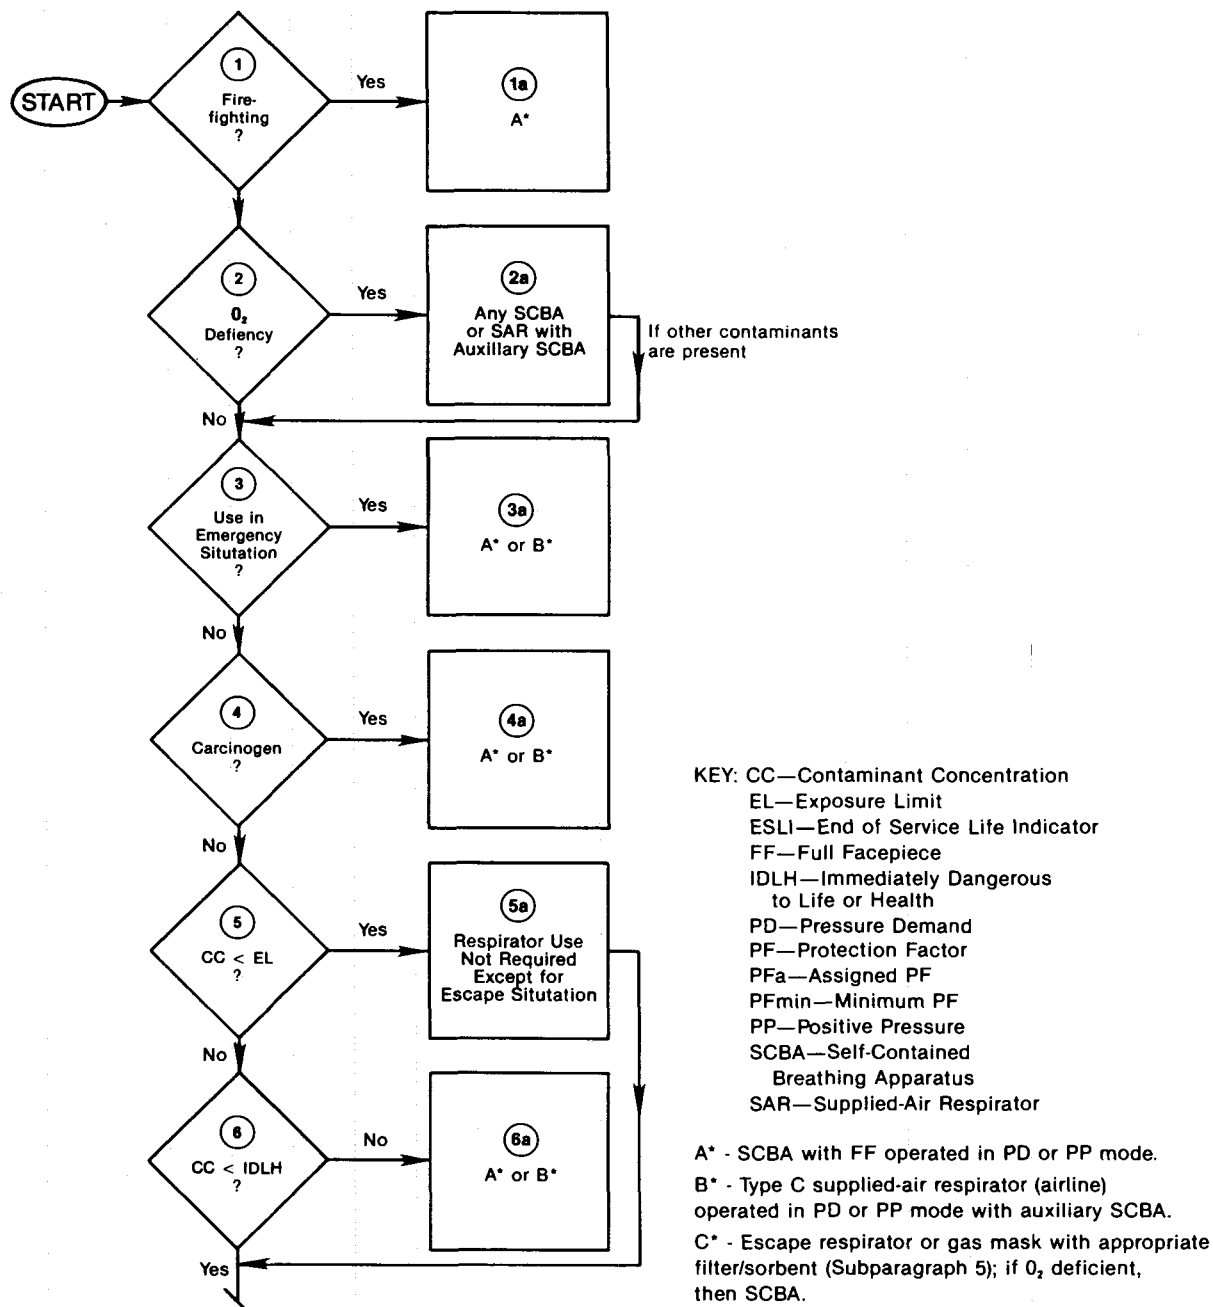 START
1
Fire-
fighting
?
Yes
1a
A*
2
O₂
Defiency
?
Yes
2a
Any SCBA
or SAR with
Auxillary SCBA
If other contaminants
are present
No
3
Use in
Emergency
Situtation
?
Yes
3a
A* or B*
No
4
Carcinogen
?
Yes
4a
A* or B*
No
5
CC < EL
?
Yes
5a
Respirator Use
Not Required
Except for
Escape Situtation
No
6
CC < IDLH
?
No
6a
A* or B*
Yes
KEY: CC—Contaminant Concentration
EL—Exposure Limit
ESLI—End of Service Life Indicator
FF—Full Facepiece
IDLH—Immediately Dangerous
to Life or Health
PD—Pressure Demand
PF—Protection Factor
PFa—Assigned PF
PFmin—Minimum PF
PP—Positive Pressure
SCBA—Self-Contained
Breathing Apparatus
SAR—Supplied-Air Respirator
A* - SCBA with FF operated in PD or PP mode.
B* - Type C supplied-air respirator (airline)
operated in PD or PP mode with auxiliary SCBA.
C* - Escape respirator or gas mask with appropriate
filter/sorbent (Subparagraph 5); if O₂ deficient,
then SCBA.